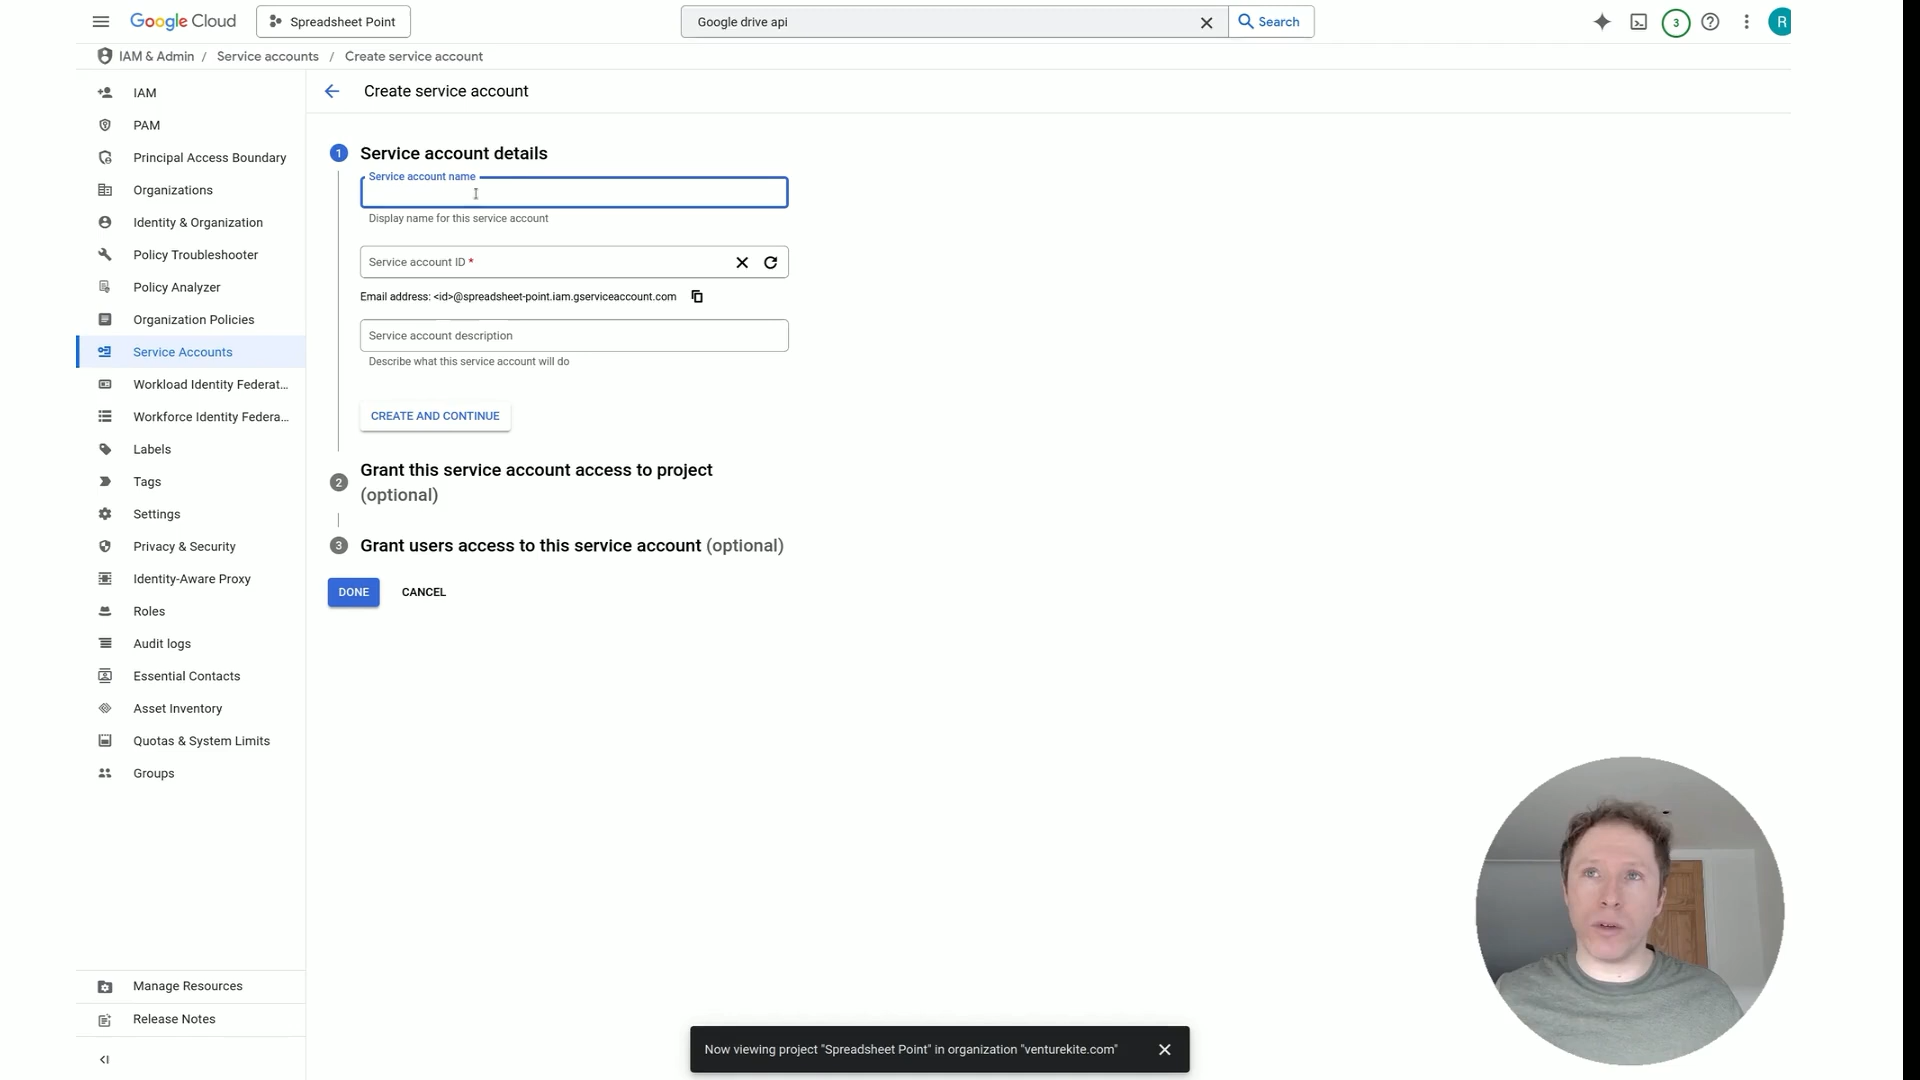 Google Cloud
Spreadsheet Point
Google drive api
Search
3
R
IAM & Admin / Service accounts / Create service account
IAM
PAM
Principal Access Boundary
Organizations
Identity & Organization
Policy Troubleshooter
Policy Analyzer
Organization Policies
Service Accounts
Workload Identity Federat...
Workforce Identity Federa...
Labels
Tags
Settings
Privacy & Security
Identity-Aware Proxy
Roles
Audit logs
Essential Contacts
Asset Inventory
Quotas & System Limits
Groups
Manage Resources
Release Notes
Create service account
1 Service account details
Service account name
Display name for this service account
Service account ID *
Email address: <id>@spreadsheet-point.iam.gserviceaccount.com
Service account description
Describe what this service account will do
CREATE AND CONTINUE
2 Grant this service account access to project
(optional)
3 Grant users access to this service account (optional)
DONE
CANCEL
Now viewing project "Spreadsheet Point" in organization "venturekite.com"